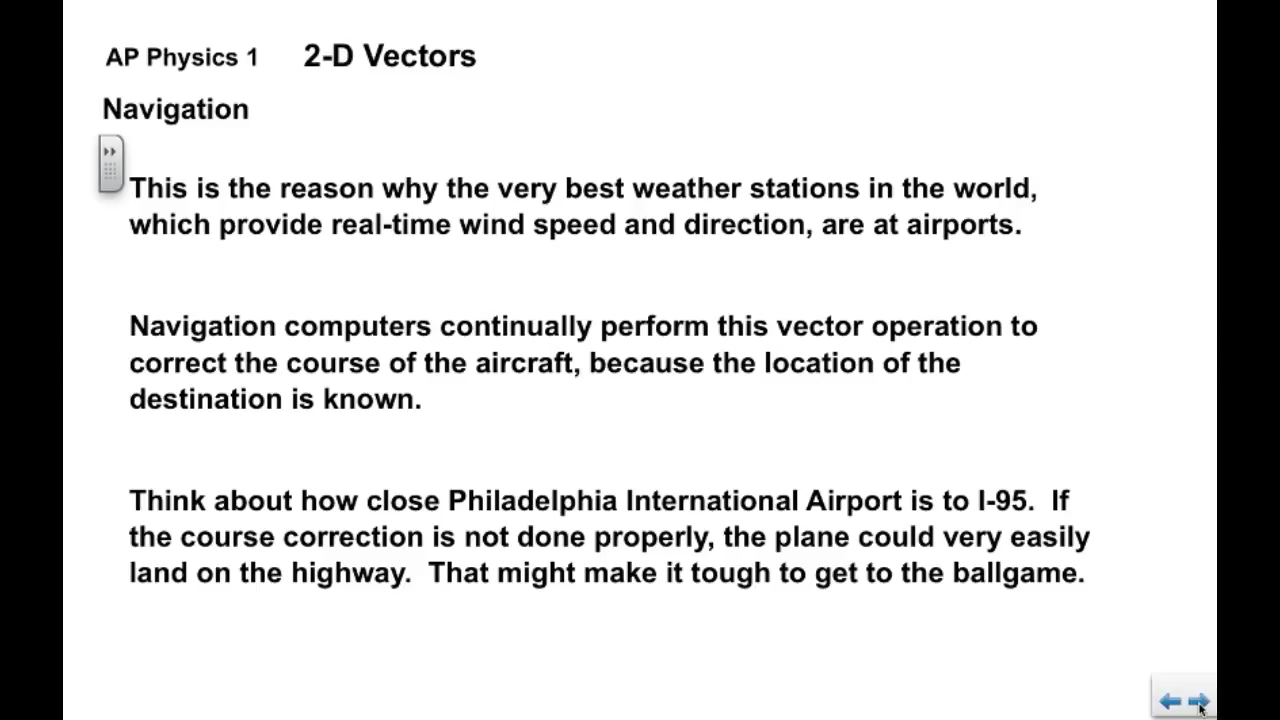 AP Physics 1 2-D Vectors
Navigation
This is the reason why the very best weather stations in the world,
which provide real-time wind speed and direction, are at airports.
Navigation computers continually perform this vector operation to
correct the course of the aircraft, because the location of the
destination is known.
Think about how close Philadelphia International Airport is to I-95.  If
the course correction is not done properly, the plane could very easily
land on the highway.  That might make it tough to get to the ballgame.